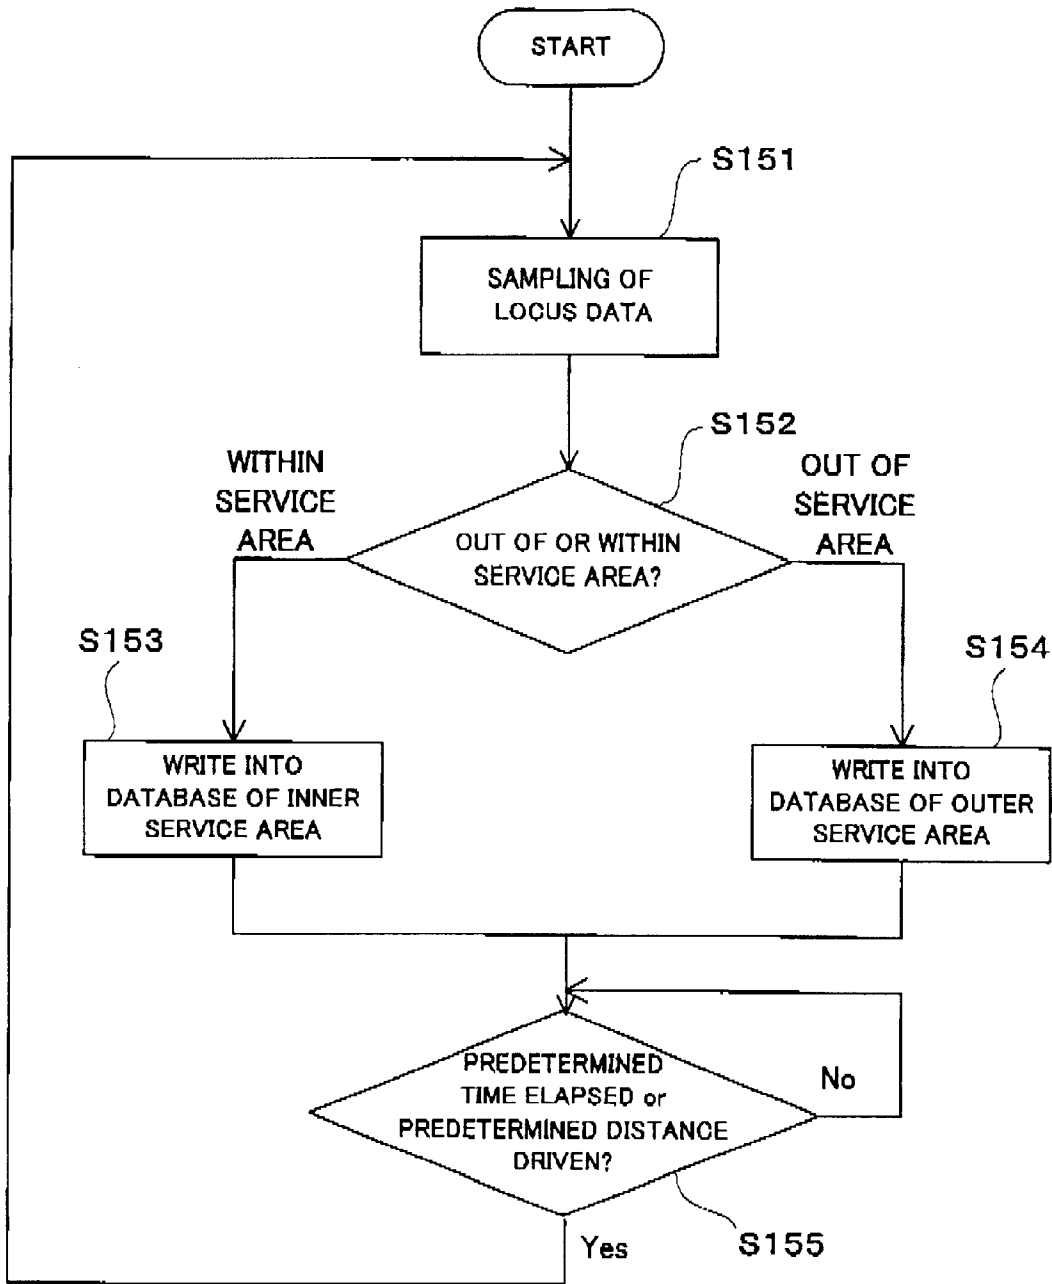 START
S151
SAMPLING OF
LOCUS DATA
S152
WITHIN
SERVICE
AREA
OUT OF
SERVICE
AREA
OUT OF OR WITHIN
SERVICE AREA?
S153
S154
WRITE INTO
DATABASE OF INNER
SERVICE AREA
WRITE INTO
DATABASE OF OUTER
SERVICE AREA
PREDETERMINED
TIME ELAPSED or
PREDETERMINED DISTANCE
DRIVEN?
No
Yes
S155